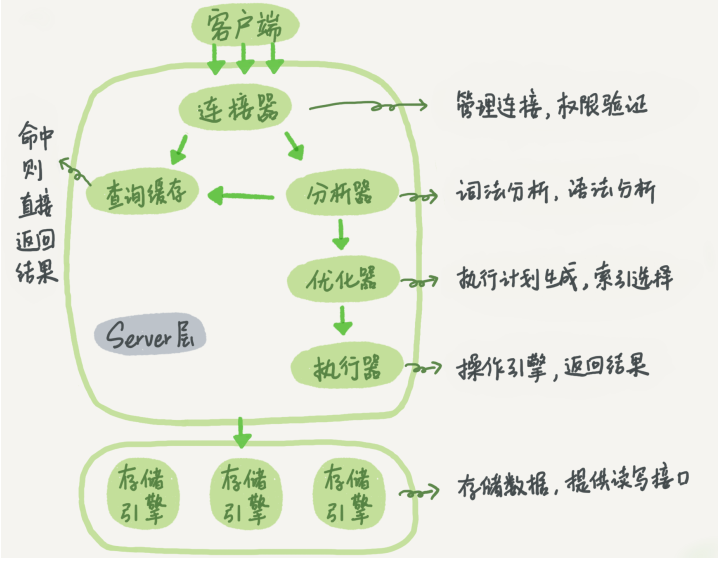 客户端
连接器
管理连接，权限验证
命中
则
直接
返回
结果
查询缓存
分析器
词法分析，语法分析
优化器
执行计划生成，索引选择
Server层
执行器
操作引擎，返回结果
存储
引擎
存储
引擎
存储
引擎
存储数据，提供读写接口